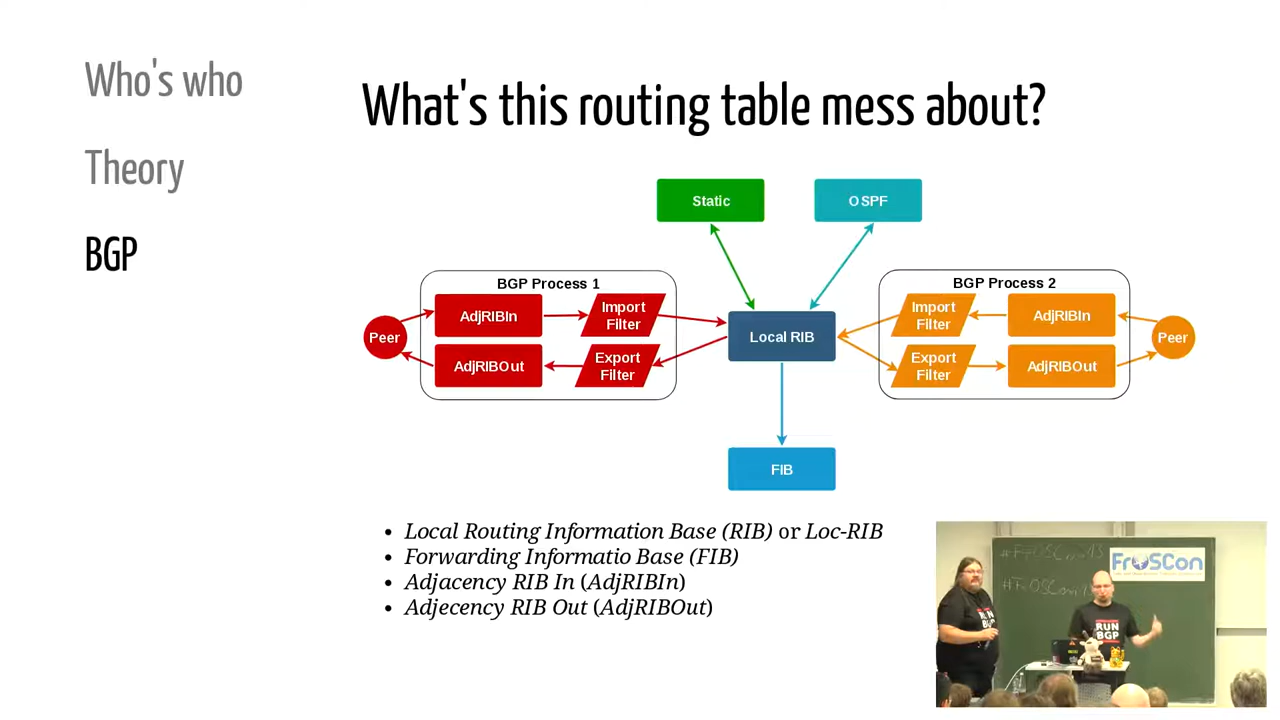 Who's who
Theory
BGP
What's this routing table mess about?
Static
OSPF
BGP Process 1
BGP Process 2
Peer
AdjRIBIn
Import
Filter
AdjRIBOut
Export
Filter
Local RIB
Import
Filter
AdjRIBIn
Export
Filter
AdjRIBOut
Peer
FIB
• Local Routing Information Base (RIB) or Loc-RIB
• Forwarding Informatio Base (FIB)
• Adjacency RIB In (AdjRIBIn)
• Adjecency RIB Out (AdjRIBOut)
FrOSCon
RUN
BGP
RUN
BGP